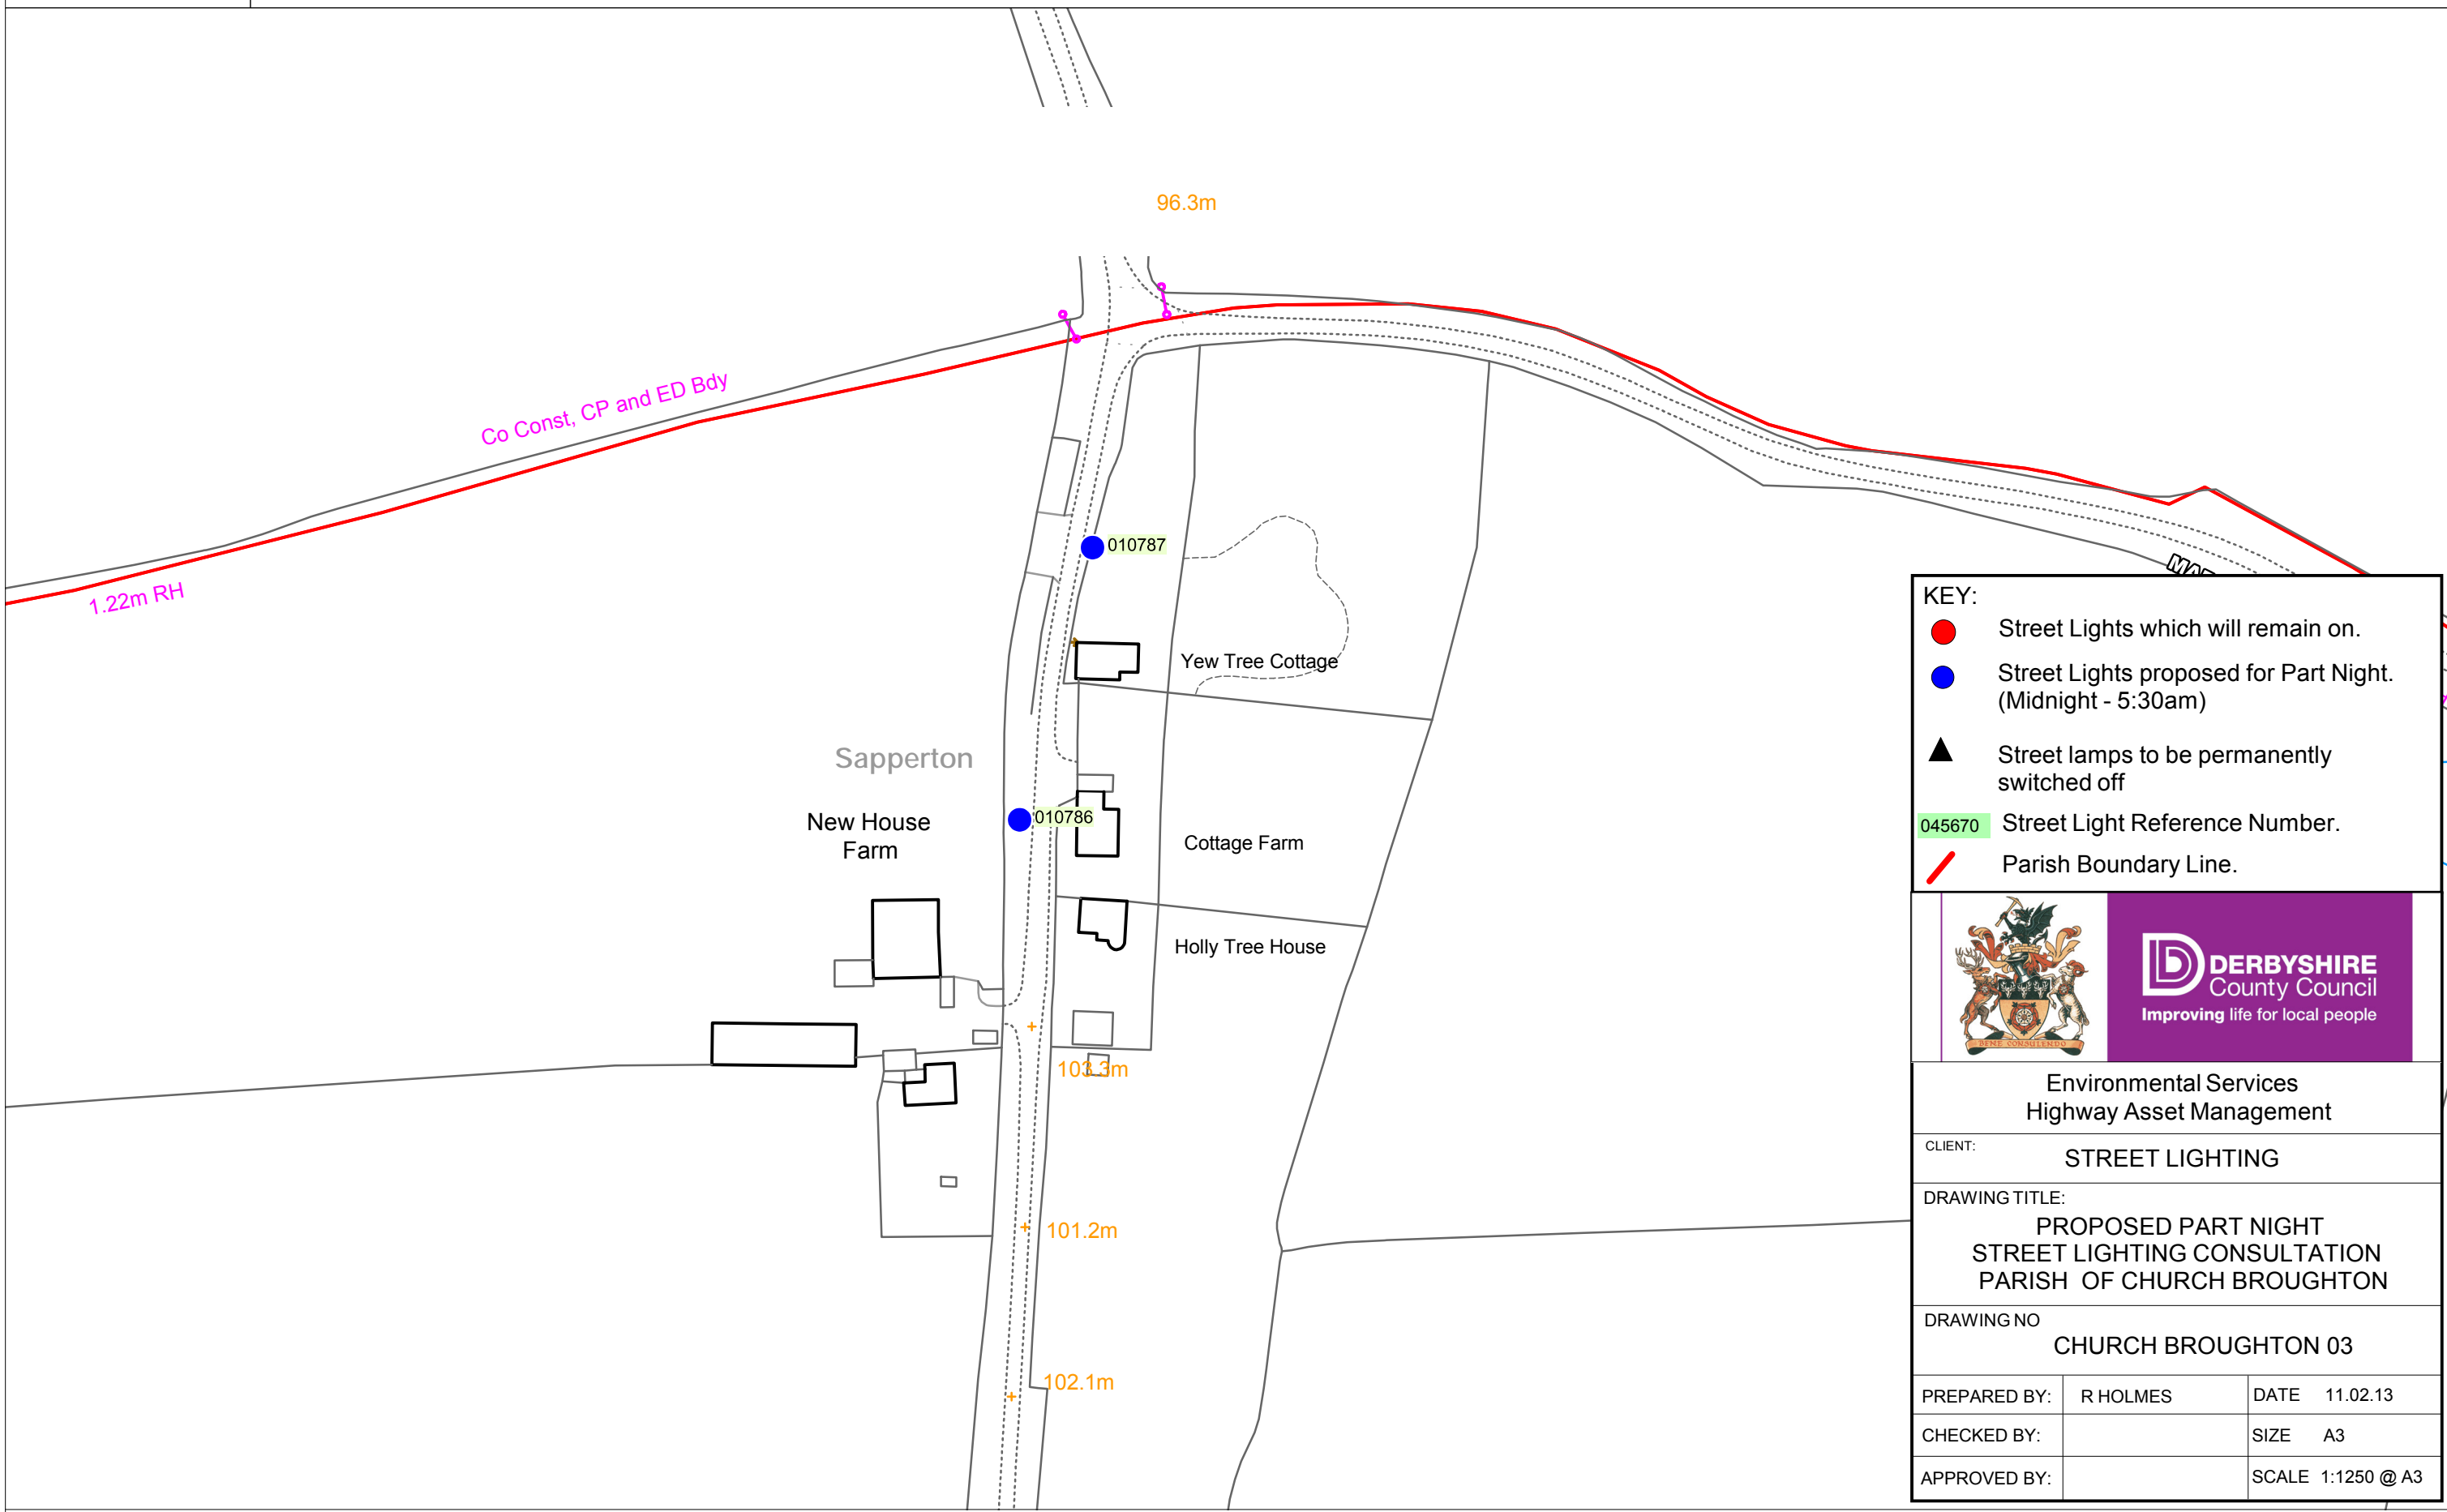 96.3m
Co Const, CP and ED Bdy
1.22m RH
010787
Yew Tree Cottage
Sapperton
010786
New House
Farm
Cottage Farm
Holly Tree House
103.3m
101.2m
102.1m
KEY:
Street Lights which will remain on.
Street Lights proposed for Part Night.
(Midnight - 5:30am)
Street lamps to be permanently
switched off
045670 Street Light Reference Number.
Parish Boundary Line.
BENE CONSULENDO
DERBYSHIRE
County Council
Improving life for local people
Environmental Services
Highway Asset Management
CLIENT:
STREET LIGHTING
DRAWING TITLE:
PROPOSED PART NIGHT
STREET LIGHTING CONSULTATION
PARISH OF CHURCH BROUGHTON
DRAWING NO
CHURCH BROUGHTON 03
PREPARED BY: R HOLMES DATE 11.02.13
CHECKED BY: SIZE A3
APPROVED BY: SCALE 1:1250 @ A3